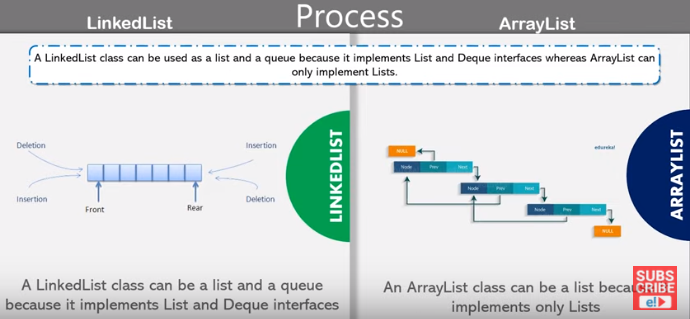 Process
LinkedList
ArrayList
A LinkedList class can be used as a list and a queue because it implements List and Deque interfaces whereas ArrayList can
only implement Lists.
Deletion
Insertion
Insertion
Deletion
Front
Rear
LINKEDLIST
NULL
edureka!
Node Prev Next
Node Prev Next
Node Prev Next
NULL
ARRAYLIST
A LinkedList class can be a list and a queue
because it implements List and Deque interfaces
An ArrayList class can be a list
implements only Lists
SUBS
CRIBE
e!